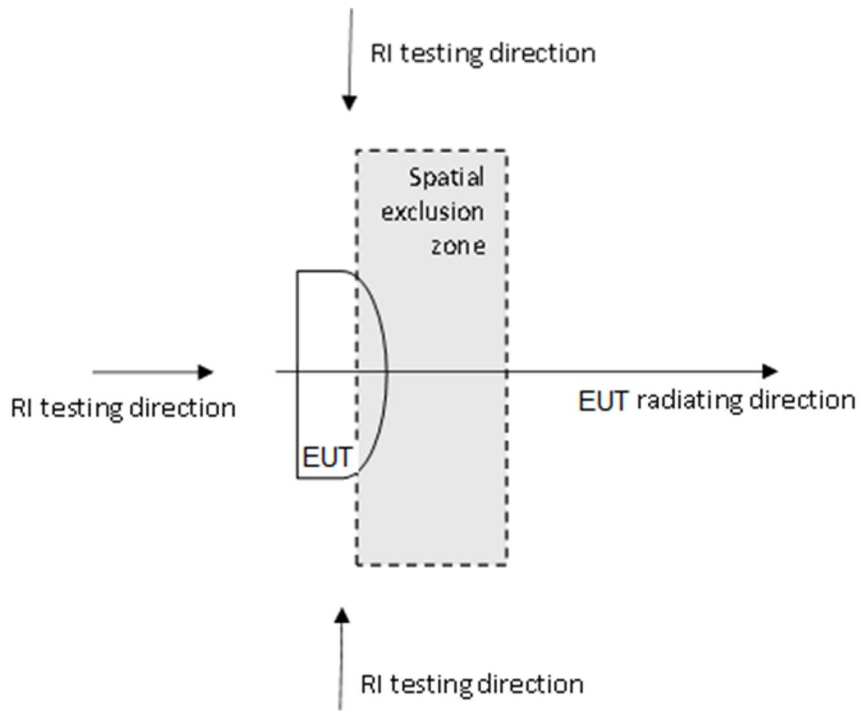 RI testing direction
Spatial
exclusion
zone
RI testing direction
EUT radiating direction
EUT
RI testing direction